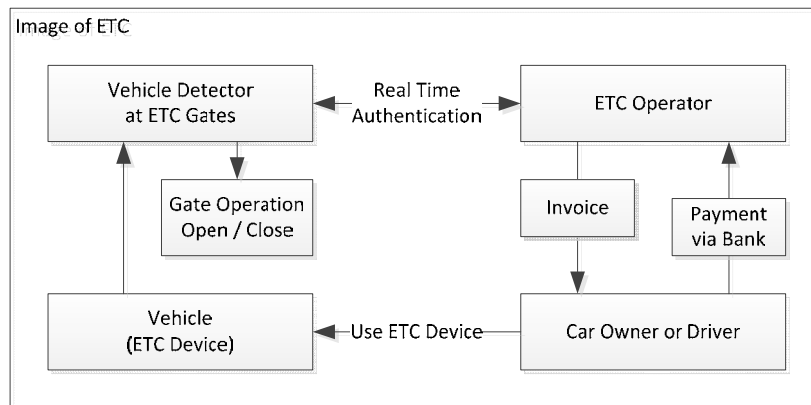 Image of ETC
Vehicle Detector
at ETC Gates
Real Time
Authentication
ETC Operator
Gate Operation
Open / Close
Invoice
Payment
via Bank
Vehicle
(ETC Device)
Use ETC Device
Car Owner or Driver